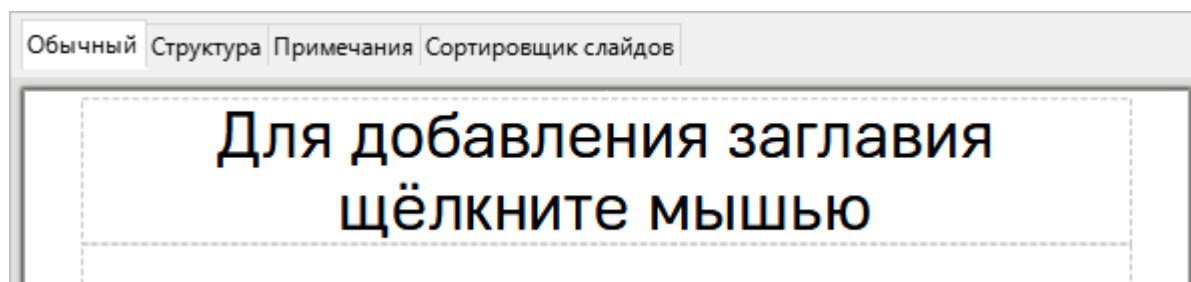 Обычный Структура Примечания Сортировщик слайдов
Для добавления заглавия
щёлкните мышью